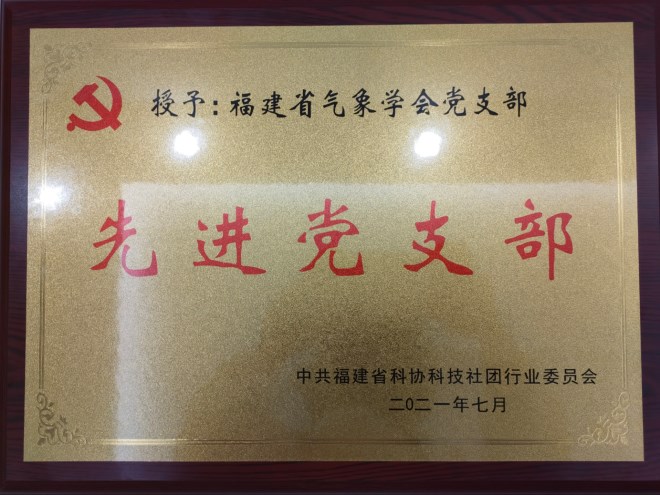 授予:福建省气象学会党支部
先进党支部
中共福建省科协科技社团行业委员会
二〇二一年七月